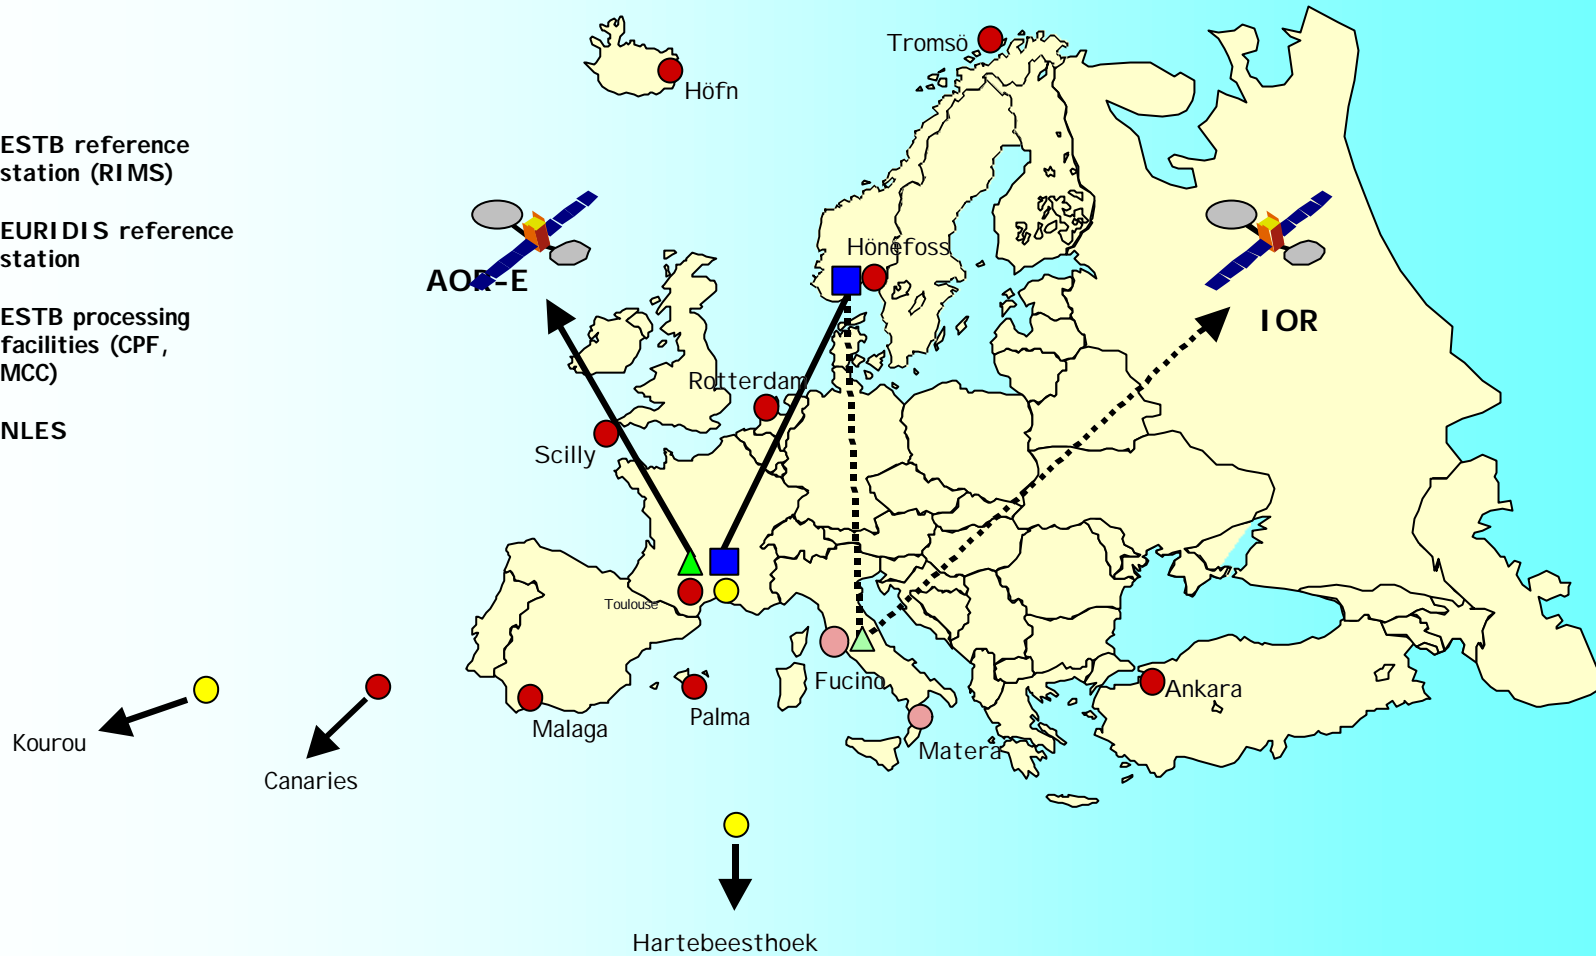 Tromsö
Höfn
ESTB reference
station (RIMS)
EURIDIS reference
station
Hönefoss
AOR-E
IOR
ESTB processing
facilities (CPF,
MCC)
Rotterdam
NLES
Scilly
Toulouse
Fucino
Ankara
Palma
Malaga
Matera
Kourou
Canaries
Hartebeesthoek